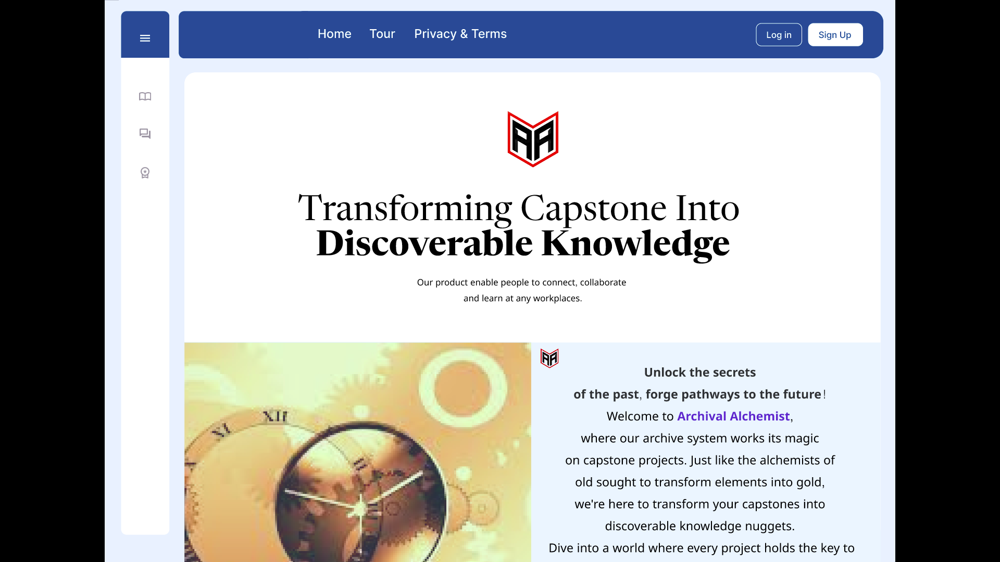 Home Tour Privacy & Terms Log in Sign Up
AA
Transforming Capstone Into
Discoverable Knowledge
Our product enable people to connect, collaborate
and learn at any workplaces.
AA
Unlock the secrets
of the past, forge pathways to the future!
Welcome to Archival Alchemist,
where our archive system works its magic
on capstone projects. Just like the alchemists of
old sought to transform elements into gold,
we're here to transform your capstones into
discoverable knowledge nuggets.
Dive into a world where every project holds the key to
XII
XI
II
III